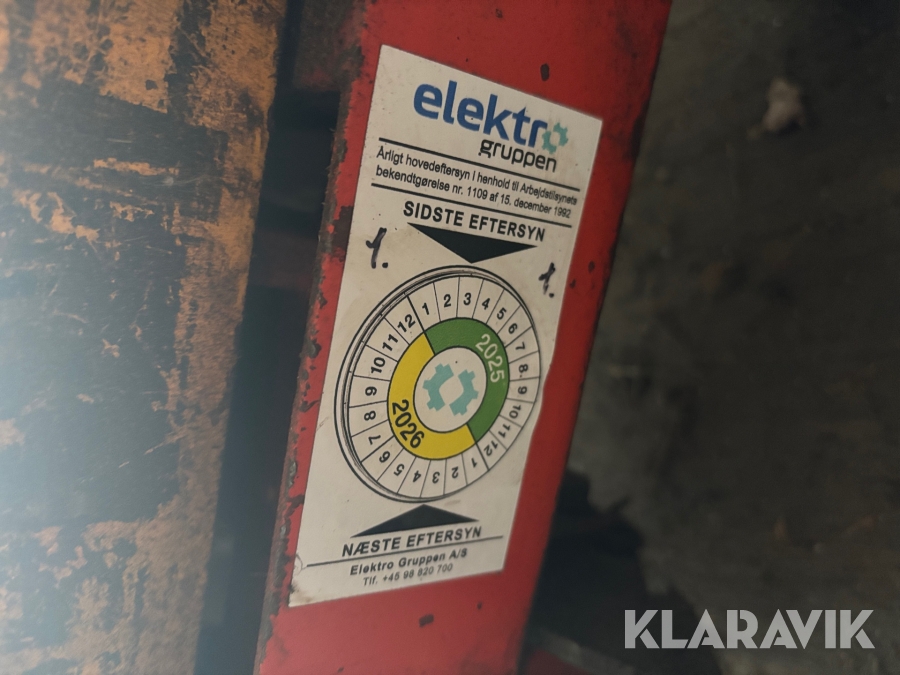 elektro
gruppen
Årligt hovedeftersyn i henhold til Arbejdstilsynets
bekendtgørelse nr. 1109 af 15. december 1992
SIDSTE EFTERSYN
1. 1.
1 2 3 4 5 6 7 8 9 10 11 12
2025
1 2 3 4 5 6 7 8 9 10 11 12
2026
NÆSTE EFTERSYN
Elektro Gruppen A/S
Tlf. +45 98 820 700
KLARAVIK